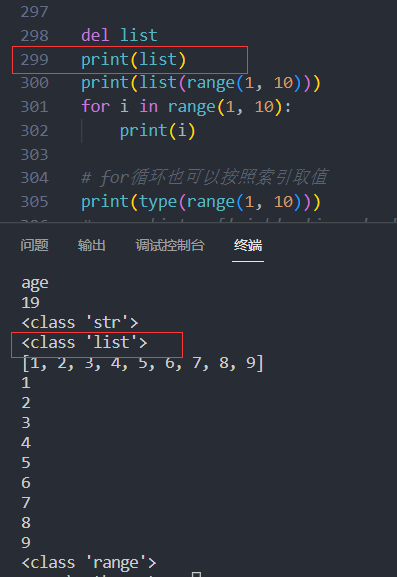 297
298 del list
299 print(list)
300 print(list(range(1, 10)))
301 for i in range(1, 10):
302 print(i)
303
304 # for循环也可以按照索引取值
305 print(type(range(1, 10)))
问题 输出 调试控制台 终端
age
19
<class 'str'>
<class 'list'>
[1, 2, 3, 4, 5, 6, 7, 8, 9]
1
2
3
4
5
6
7
8
9
<class 'range'>